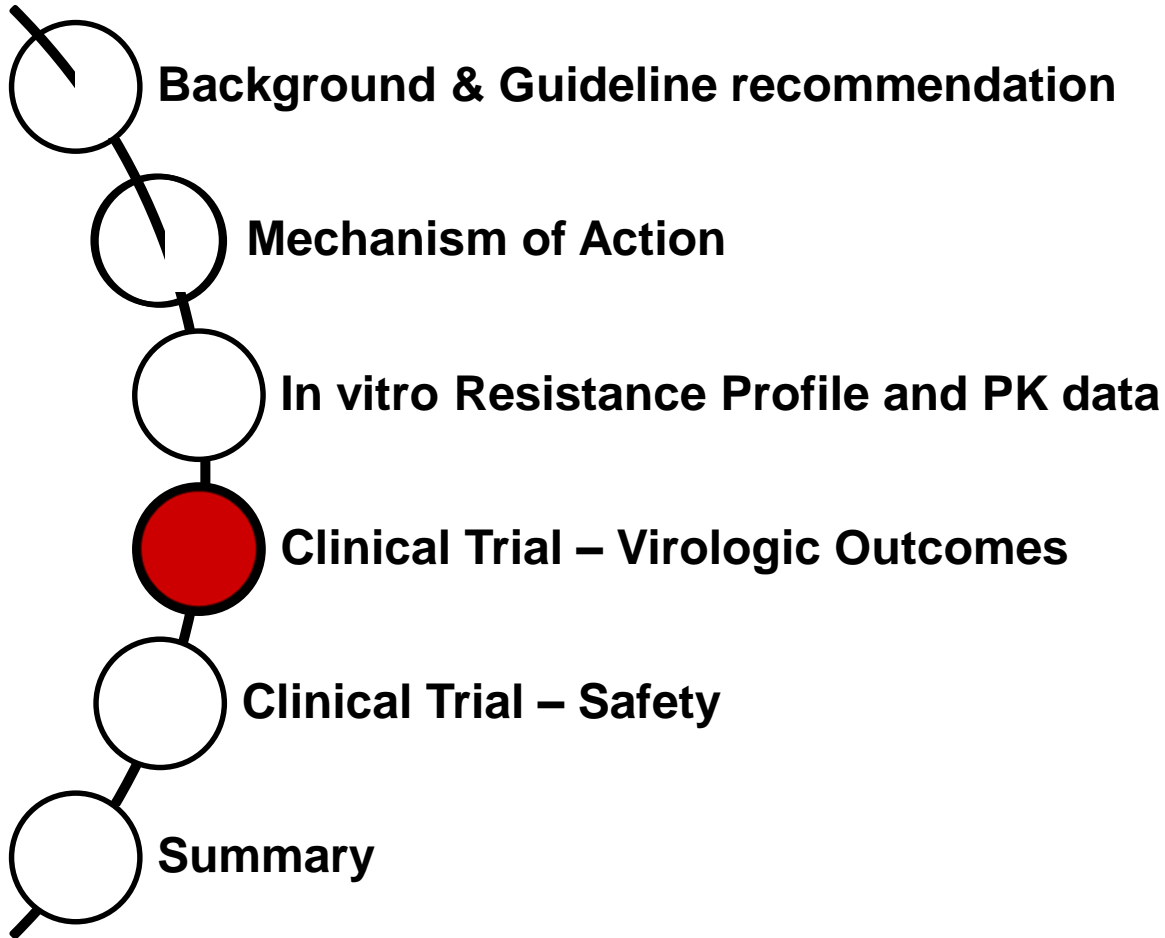 Background & Guideline recommendation
Mechanism of Action
In vitro Resistance Profile and PK data
Clinical Trial – Virologic Outcomes
Clinical Trial – Safety
Summary